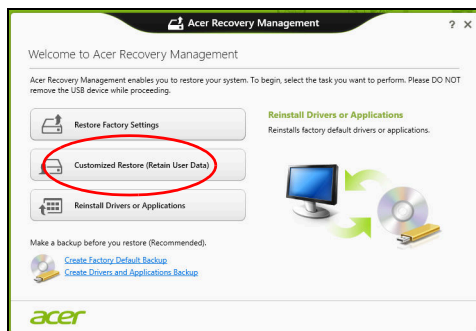 Acer Recovery Management
? X
Welcome to Acer Recovery Management
Acer Recovery Management enables you to restore your system. To begin, select the task you want to perform. Please DO NOT
remove the USB device while proceeding.
Restore Factory Settings
Customized Restore (Retain User Data)
Reinstall Drivers or Applications
Reinstall Drivers or Applications
Reinstalls factory default drivers or applications.
Make a backup before you restore (Recommended).
Create Factory Default Backup
Create Drivers and Applications Backup
acer